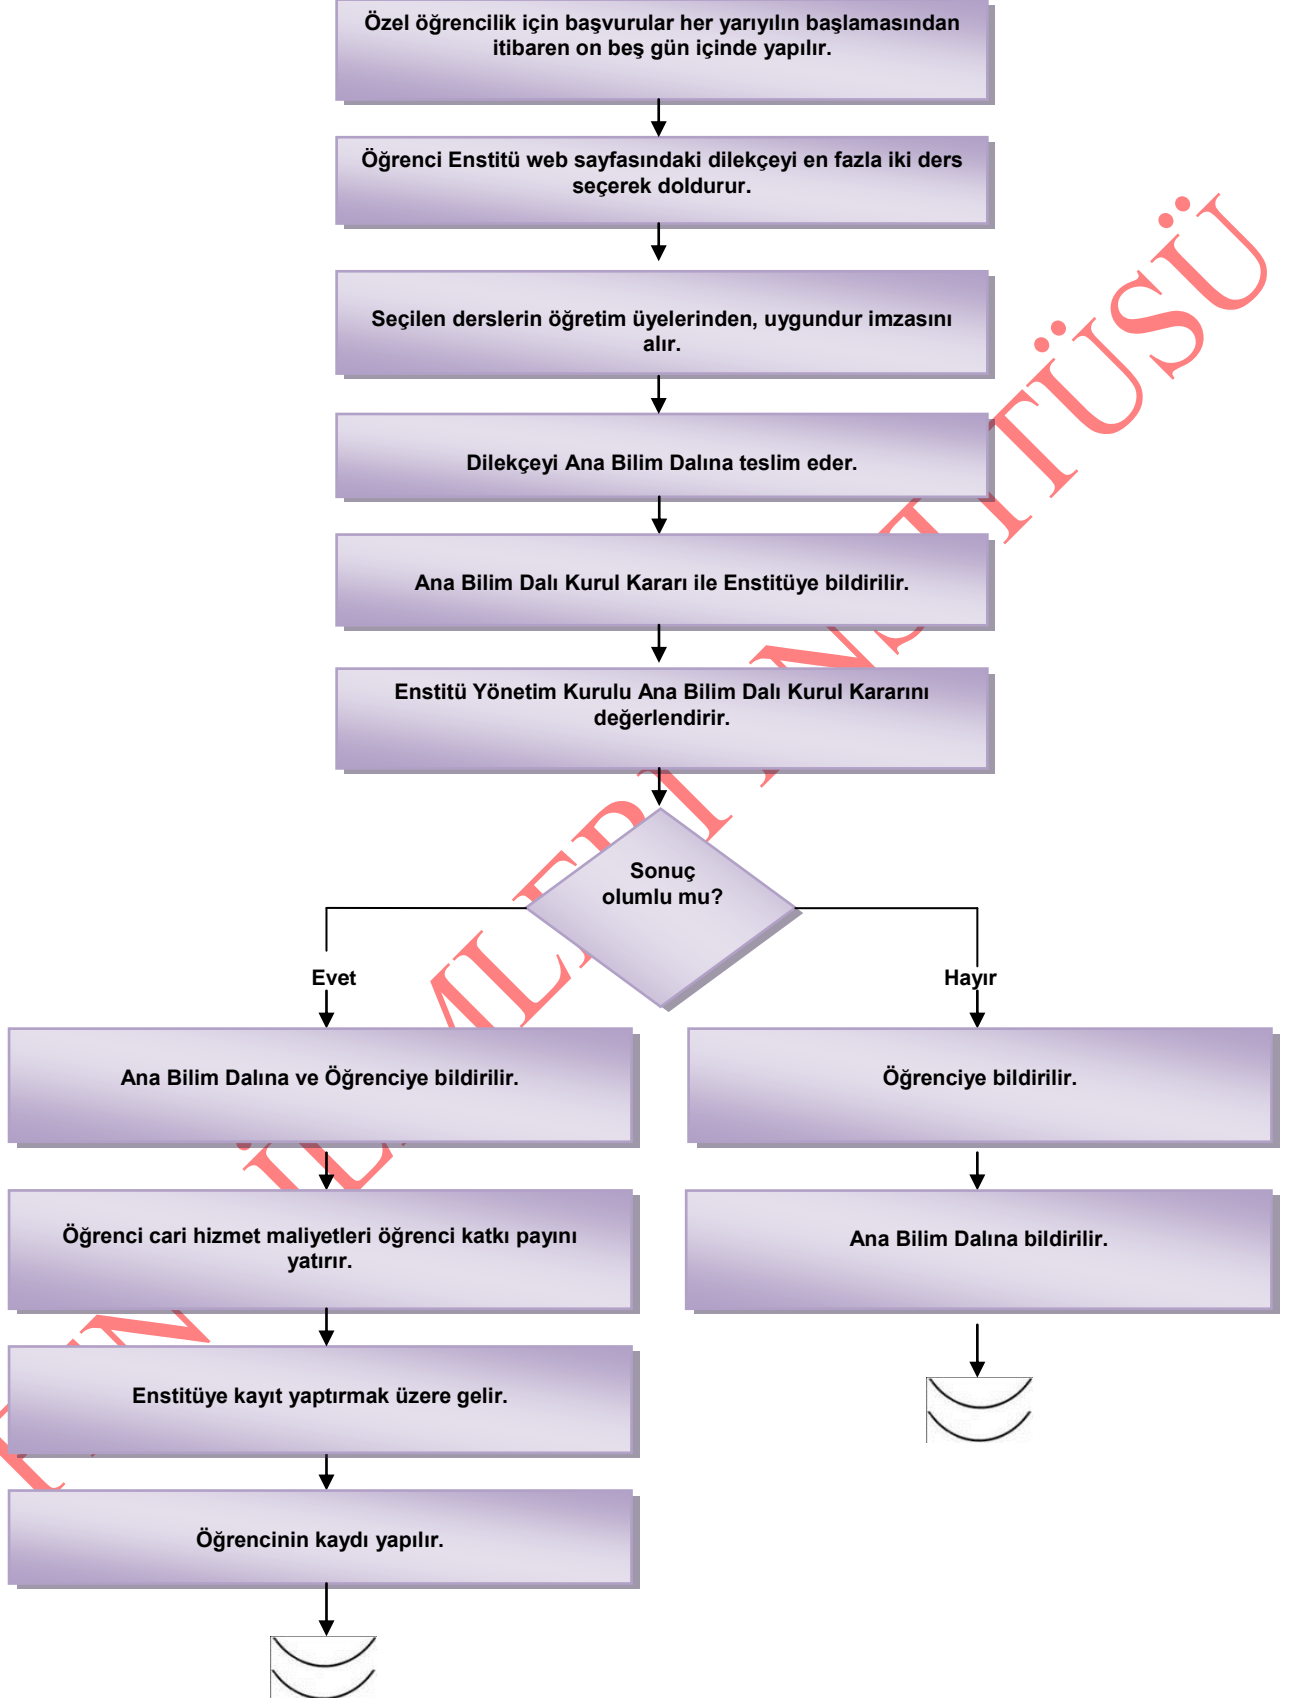 Özel öğrencilik için başvurular her yarıyılın başlamasından
itibaren on beş gün içinde yapılır.
Öğrenci Enstitü web sayfasındaki dilekçeyi en fazla iki ders
seçerek doldurur.
Seçilen derslerin öğretim üyelerinden, uygundur imzasını
alır.
Dilekçeyi Ana Bilim Dalına teslim eder.
Ana Bilim Dalı Kurul Kararı ile Enstitüye bildirilir.
Enstitü Yönetim Kurulu Ana Bilim Dalı Kurul Kararını
değerlendirir.
Sonuç
olumlu mu?
Evet
Hayır
Ana Bilim Dalına ve Öğrenciye bildirilir.
Öğrenciye bildirilir.
Öğrenci cari hizmet maliyetleri öğrenci katkı payını
yatırır.
Ana Bilim Dalına bildirilir.
Enstitüye kayıt yaptırmak üzere gelir.
Öğrencinin kaydı yapılır.